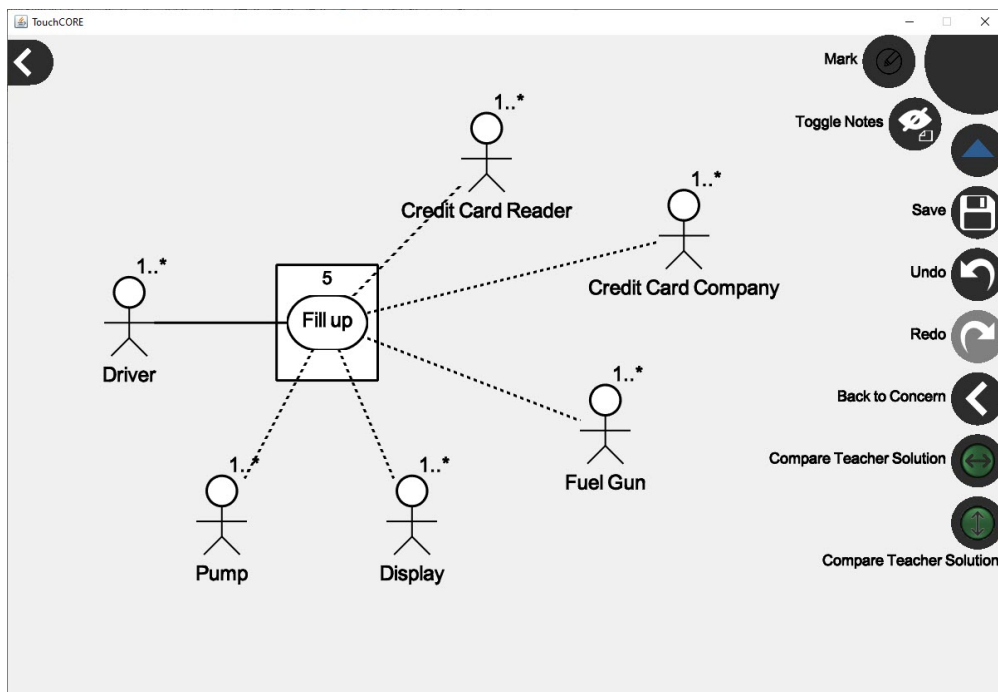 TouchCORE
Mark
1..*
Toggle Notes
1..*
Credit Card Reader
Save
1..*
5
Undo
Credit Card Company
Fill up
Redo
Driver
1..*
Back to Concern
1..*
1..*
Compare Teacher Solution
Fuel Gun
Compare Teacher Solution
Pump
Display